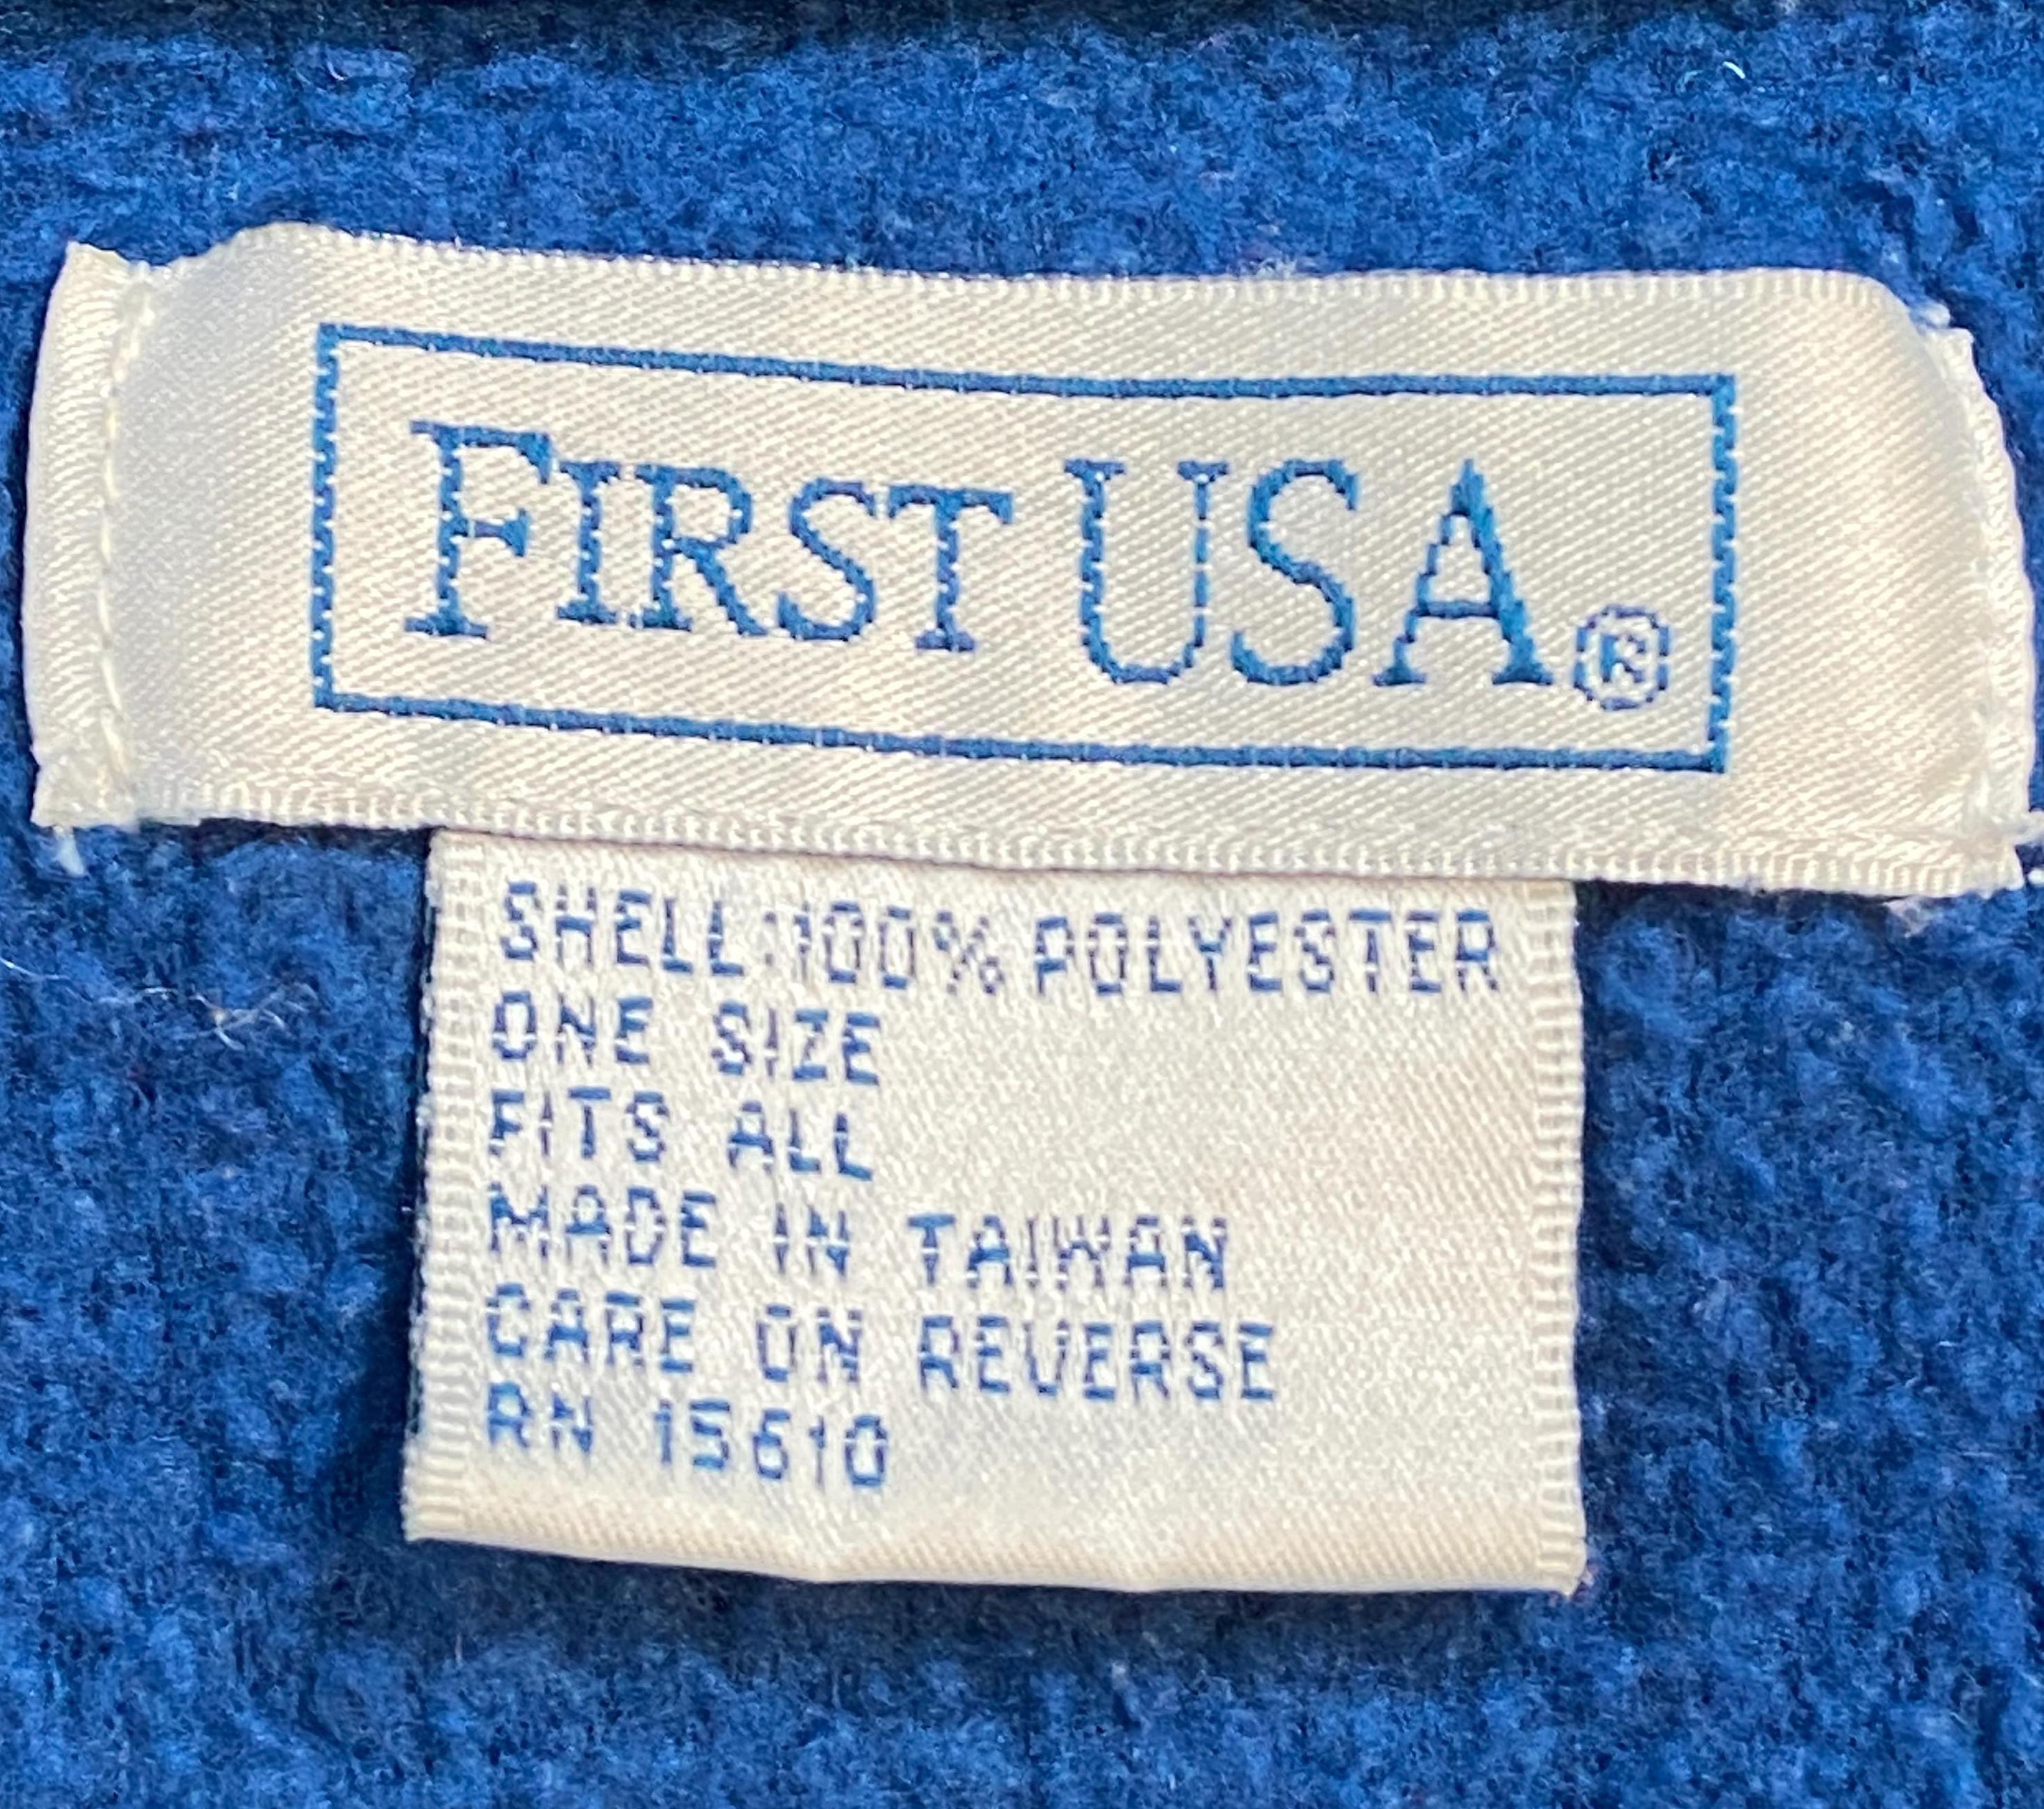 FIRST USA®
SHELL:100% POLYESTER
ONE SIZE
FITS ALL
MADE IN TAIWAN
CARE ON REVERSE
RN 15610